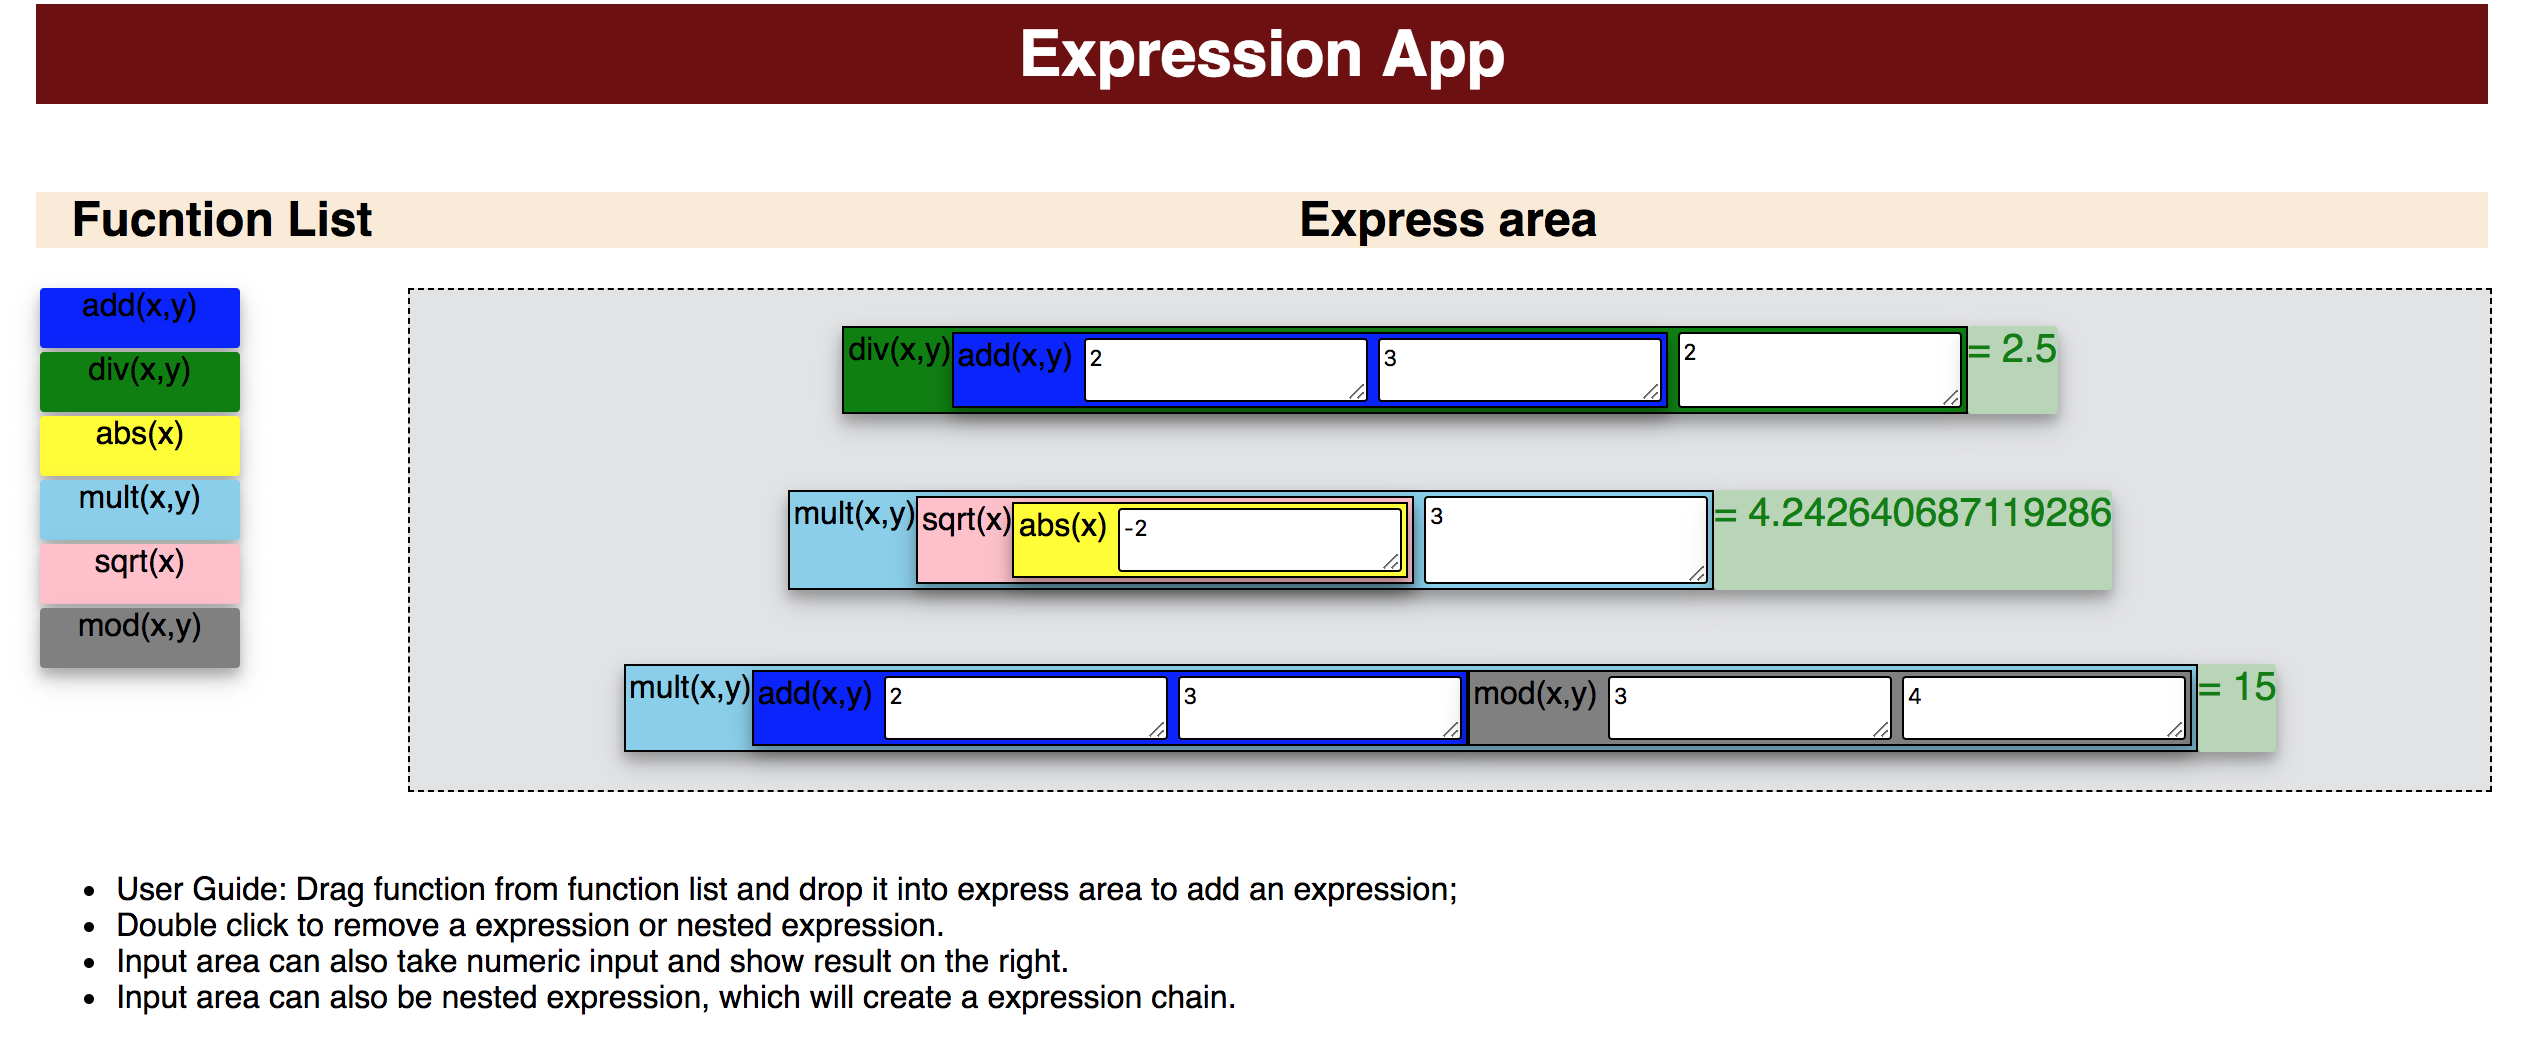 Expression App
Fucntion List Express area
add(x,y)
div(x,y)
abs(x)
mult(x,y)
sqrt(x)
mod(x,y)
div(x,y) add(x,y) 2 3 2 = 2.5
mult(x,y) sqrt(x) abs(x) -2 3 = 4.242640687119286
mult(x,y) add(x,y) 2 3 mod(x,y) 3 4 = 15
• User Guide: Drag function from function list and drop it into express area to add an expression;
• Double click to remove a expression or nested expression.
• Input area can also take numeric input and show result on the right.
• Input area can also be nested expression, which will create a expression chain.